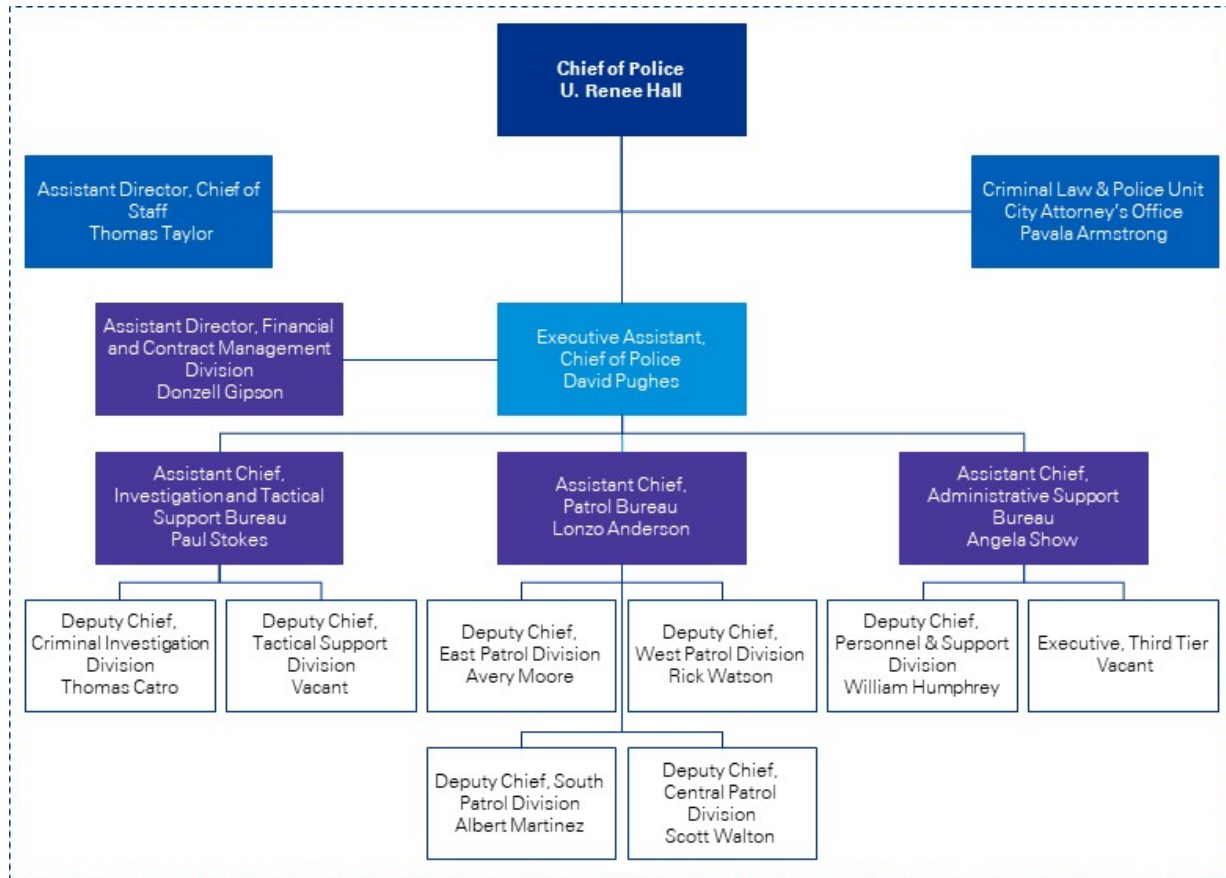 Chief of Police
U. Renee Hall
Assistant Director, Chief of
Staff
Thomas Taylor
Criminal Law & Police Unit
City Attorney's Office
Pavala Armstrong
Assistant Director, Financial
and Contract Management
Division
Donzell Gipson
Executive Assistant,
Chief of Police
David Pughes
Assistant Chief,
Investigation and Tactical
Support Bureau
Paul Stokes
Assistant Chief,
Patrol Bureau
Lonzo Anderson
Assistant Chief,
Administrative Support
Bureau
Angela Show
Deputy Chief,
Criminal Investigation
Division
Thomas Catro
Deputy Chief,
Tactical Support
Division
Vacant
Deputy Chief,
East Patrol Division
Avery Moore
Deputy Chief,
West Patrol Division
Rick Watson
Deputy Chief,
Personnel & Support
Division
William Humphrey
Executive, Third Tier
Vacant
Deputy Chief, South
Patrol Division
Albert Martinez
Deputy Chief,
Central Patrol
Division
Scott Walton